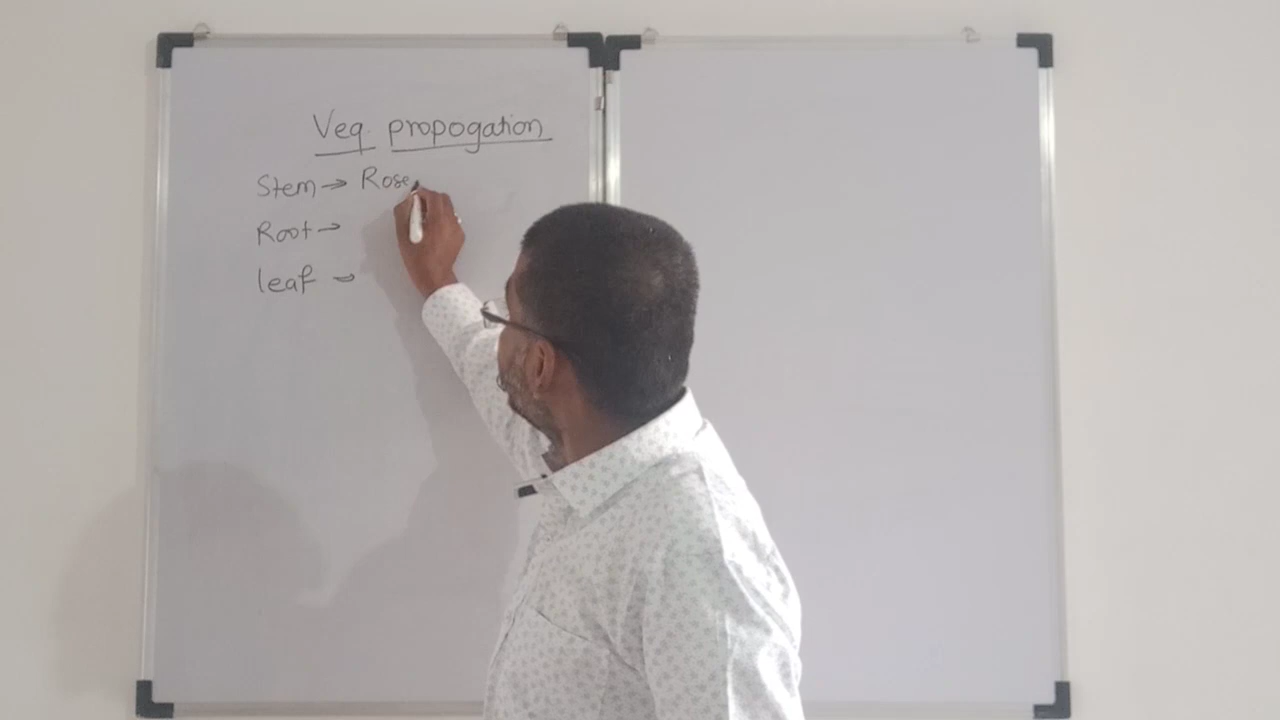 Veg. propogation
Stem → Rose
Root →
leaf →